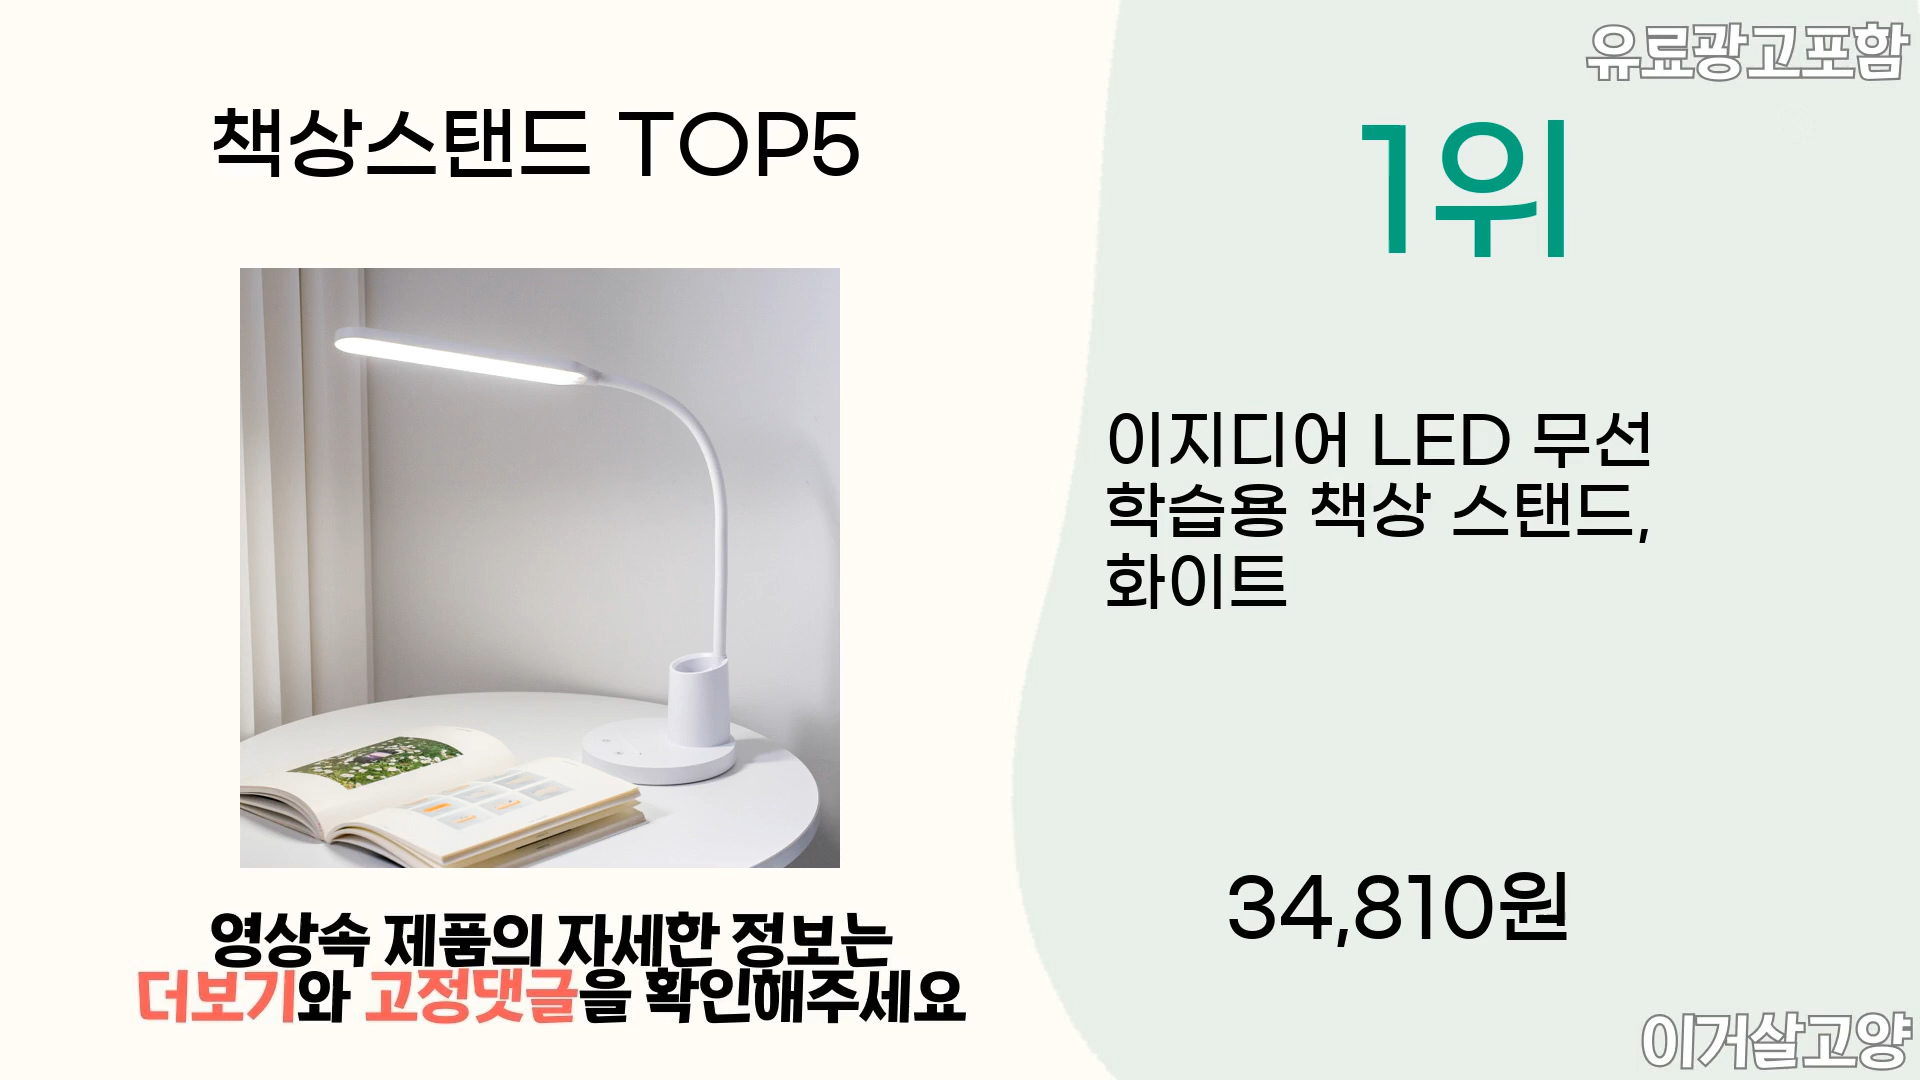 유료광고포함
책상스탠드 TOP5
1위
이지디어 LED 무선
학습용 책상 스탠드,
화이트
34,810원
영상속 제품의 자세한 정보는
더보기와 고정댓글을 확인해주세요
이거살고양